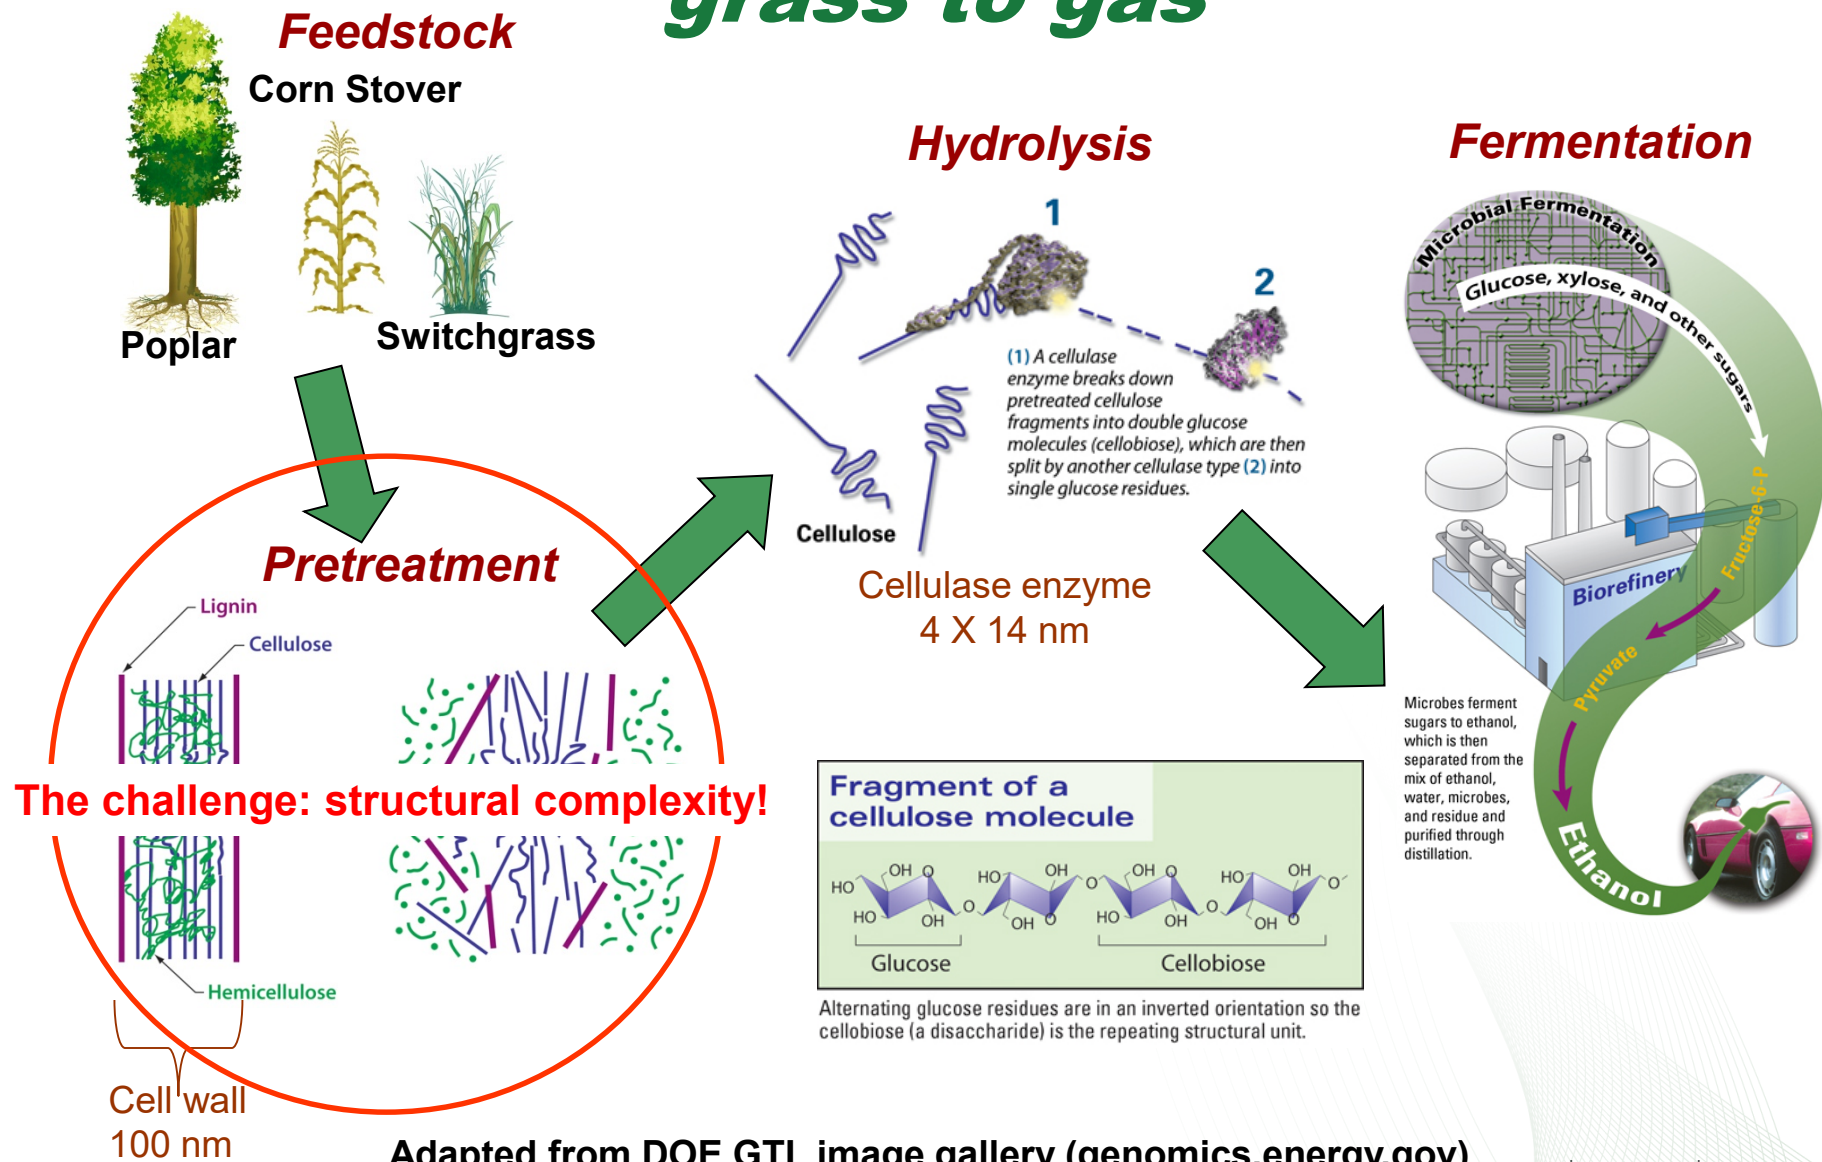 grass to gas
Feedstock
Corn Stover
Poplar
Switchgrass
Pretreatment
Lignin
Cellulose
The challenge: structural complexity!
Hemicellulose
Cell wall
100 nm
Hydrolysis
1
2
(1) A cellulase
enzyme breaks down
pretreated cellulose
fragments into double glucose
molecules (cellobiose), which are then
split by another cellulase type (2) into
single glucose residues.
Cellulose
Cellulase enzyme
4 X 14 nm
Fragment of a
cellulose molecule
HO OH O HO OH O OH O HO OH O
HO OH O OH O HO OH O OH O
Glucose
Cellobiose
Alternating glucose residues are in an inverted orientation so the
cellobiose (a disaccharide) is the repeating structural unit.
Fermentation
Microbial Fermentation
Glucose, xylose, and other sugars
Fructose-6-P
Biorefinery
Pyruvate
Microbes ferment
sugars to ethanol,
which is then
separated from the
mix of ethanol,
water, microbes,
and residue and
purified through
distillation.
Ethanol
Adapted from DOE GTL image gallery (genomics.energy.gov)